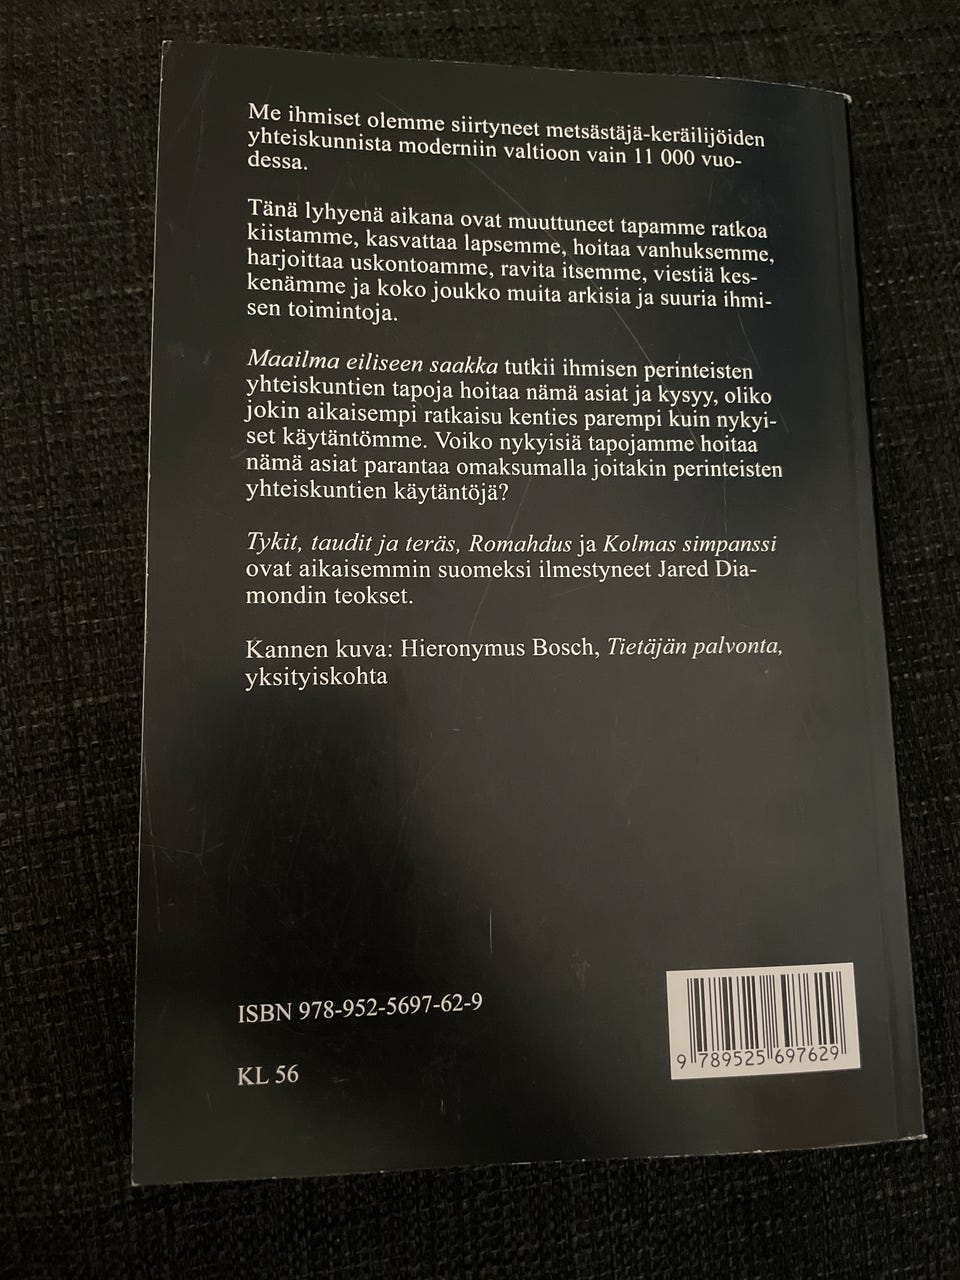 Me ihmiset olemme siirtyneet metsästäjä-keräilijöiden
yhteiskunnista moderniin valtioon vain 11 000 vuo-
dessa.
Tänä lyhyenä aikana ovat muuttuneet tapamme ratkoa
kiistamme, kasvattaa lapsemme, hoitaa vanhuksemme,
harjoittaa uskontoamme, ravita itsemme, viestiä kes-
kenämme ja koko joukko muita arkisia ja suuria ihmi-
sen toimintoja.
Maailma eiliseen saakka tutkii ihmisen perinteisten
yhteiskuntien tapoja hoitaa nämä asiat ja kysyy, oliko
jokin aikaisempi ratkaisu kenties parempi kuin nykyi-
set käytäntömme. Voiko nykyisiä tapojamme hoitaa
nämä asiat parantaa omaksumalla joitakin perinteisten
yhteiskuntien käytäntöjä?
Tykit, taudit ja teräs, Romahdus ja Kolmas simpanssi
ovat aikaisemmin suomeksi ilmestyneet Jared Dia-
mondin teokset.
Kannen kuva: Hieronymus Bosch, Tietäjän palvonta,
yksityiskohta
ISBN 978-952-5697-62-9
9 789525 697629
KL 56